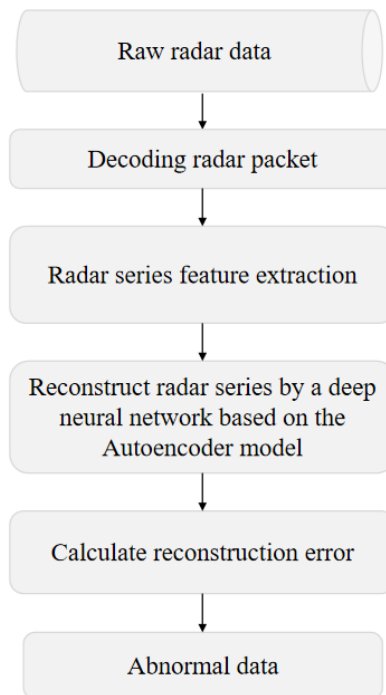 Raw radar data
Decoding radar packet
Radar series feature extraction
Reconstruct radar series by a deep
neural network based on the
Autoencoder model
Calculate reconstruction error
Abnormal data